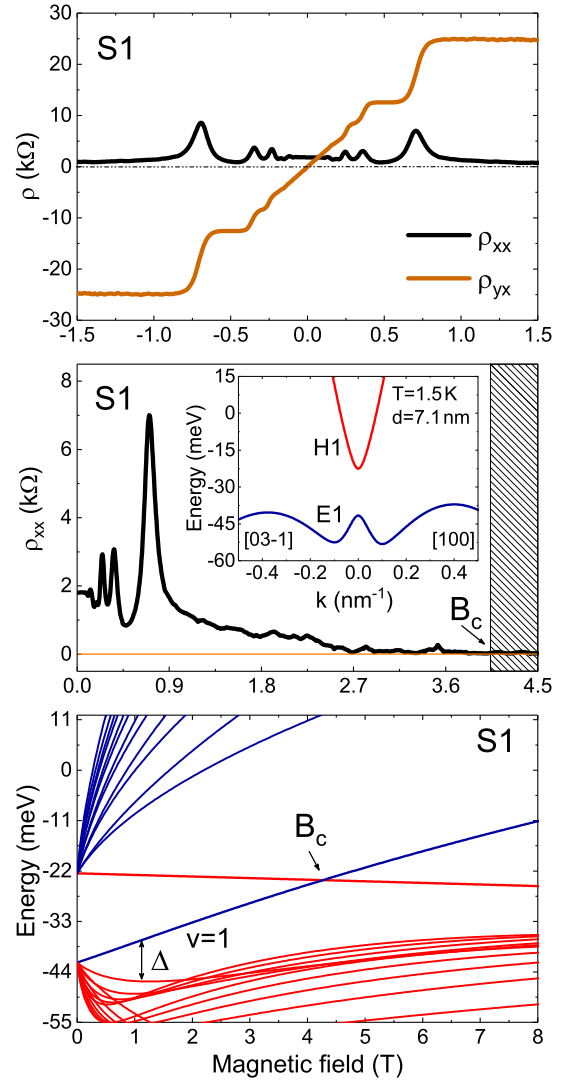 S1
30
20
10
0
-10
-20
-30
ρ (kΩ)
ρxx
ρyx
-1.5 -1.0 -0.5 0.0 0.5 1.0 1.5
S1
8
6
4
2
0
ρxx (kΩ)
15
0
-15
-30
-45
-60
Energy (meV)
T=1.5K
d=7.1nm
H1
E1
[03-1] [100]
-0.4 -0.2 0.0 0.2 0.4
k (nm⁻¹)
Bc
0.0 0.9 1.8 2.7 3.6 4.5
S1
11
0
-11
-22
-33
-44
-55
Energy (meV)
Bc
ν=1
Δ
0 1 2 3 4 5 6 7 8
Magnetic field (T)